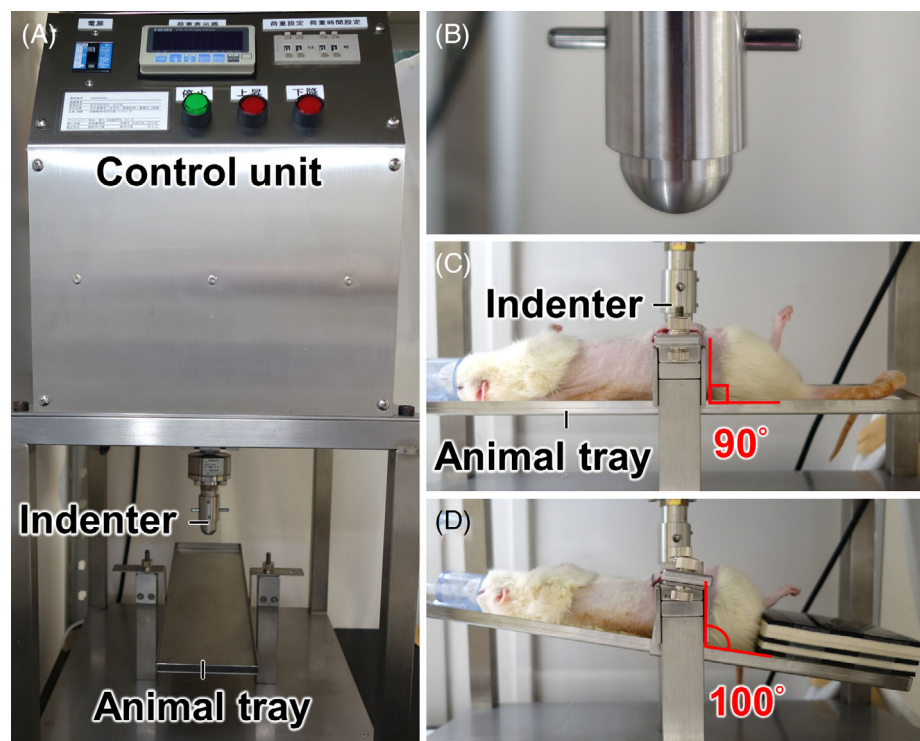 (A)
電源
荷重表示器
荷重設定 荷重時間設定
停止
上昇
下降
Control unit
Indenter
Animal tray
(B)
(C)
Indenter
Animal tray
90°
(D)
100°